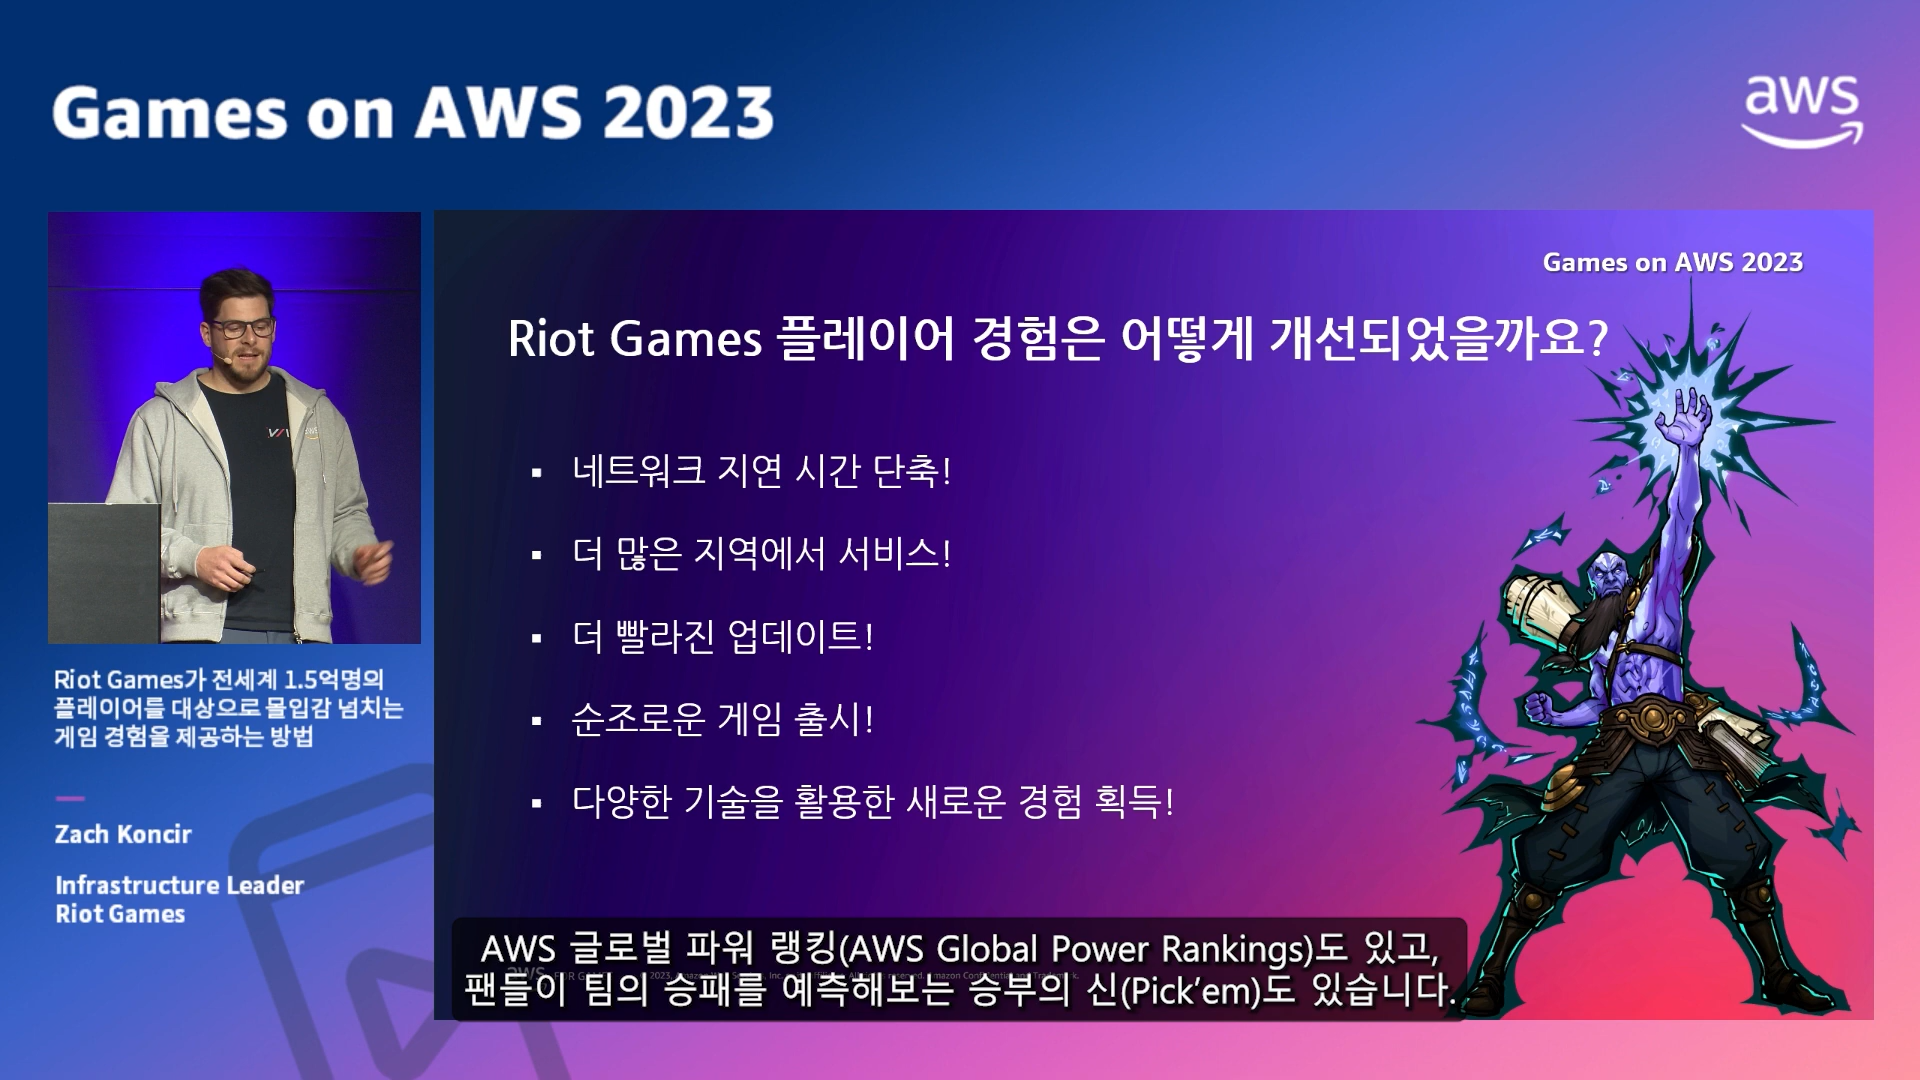 Games on AWS 2023
aws
Games on AWS 2023
Riot Games 플레이어 경험은 어떻게 개선되었을까요?
▪ 네트워크 지연 시간 단축!
▪ 더 많은 지역에서 서비스!
▪ 더 빨라진 업데이트!
▪ 순조로운 게임 출시!
▪ 다양한 기술을 활용한 새로운 경험 획득!
Riot Games가 전세계 1.5억명의
플레이어를 대상으로 몰입감 넘치는
게임 경험을 제공하는 방법
Zach Koncir
Infrastructure Leader
Riot Games
AWS 글로벌 파워 랭킹(AWS Global Power Rankings)도 있고,
팬들이 팀의 승패를 예측해보는 승부의 신(Pick’em)도 있습니다.